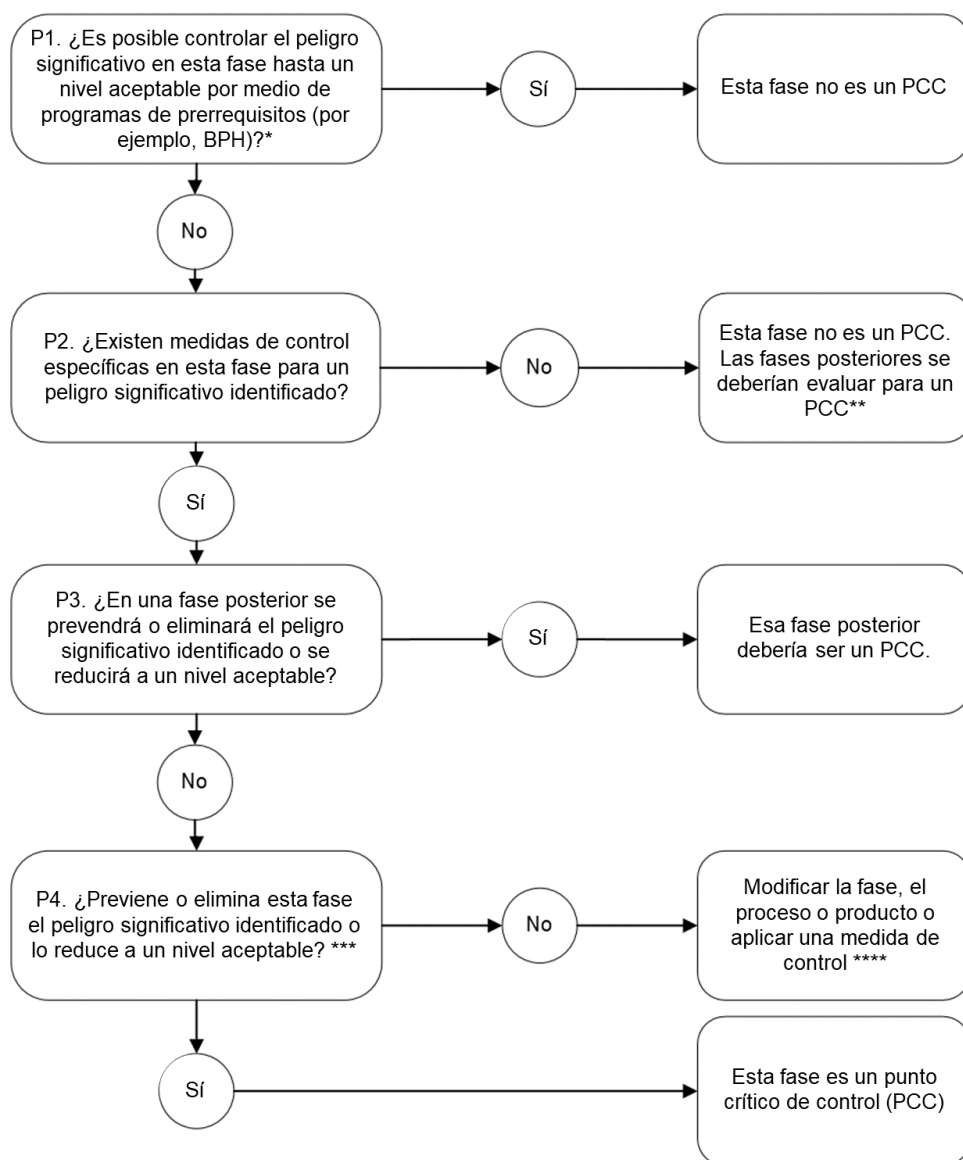 P1. ¿Es posible controlar el peligro
significativo en esta fase hasta un
nivel aceptable por medio de
programas de prerrequisitos (por
ejemplo, BPH)?*
Sí
Esta fase no es un PCC
No
P2. ¿Existen medidas de control
específicas en esta fase para un
peligro significativo identificado?
No
Esta fase no es un PCC.
Las fases posteriores se
deberían evaluar para un
PCC**
Sí
P3. ¿En una fase posterior se
prevendrá o eliminará el peligro
significativo identificado o se
reducirá a un nivel aceptable?
Sí
Esa fase posterior
debería ser un PCC.
No
P4. ¿Previene o elimina esta fase
el peligro significativo identificado o
lo reduce a un nivel aceptable? ***
No
Modificar la fase, el
proceso o producto o
aplicar una medida de
control ****
Sí
Esta fase es un punto
crítico de control (PCC)